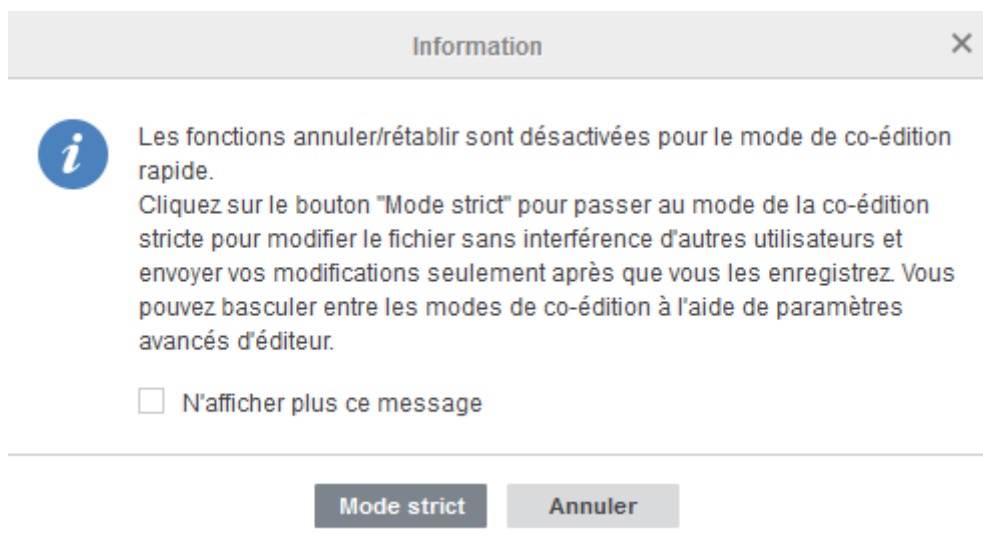 Information
Les fonctions annuler/rétablir sont désactivées pour le mode de co-édition
rapide.
Cliquez sur le bouton "Mode strict" pour passer au mode de la co-édition
stricte pour modifier le fichier sans interférence d'autres utilisateurs et
envoyer vos modifications seulement après que vous les enregistrez. Vous
pouvez basculer entre les modes de co-édition à l'aide de paramètres
avancés d'éditeur.
N'afficher plus ce message
Mode strict
Annuler